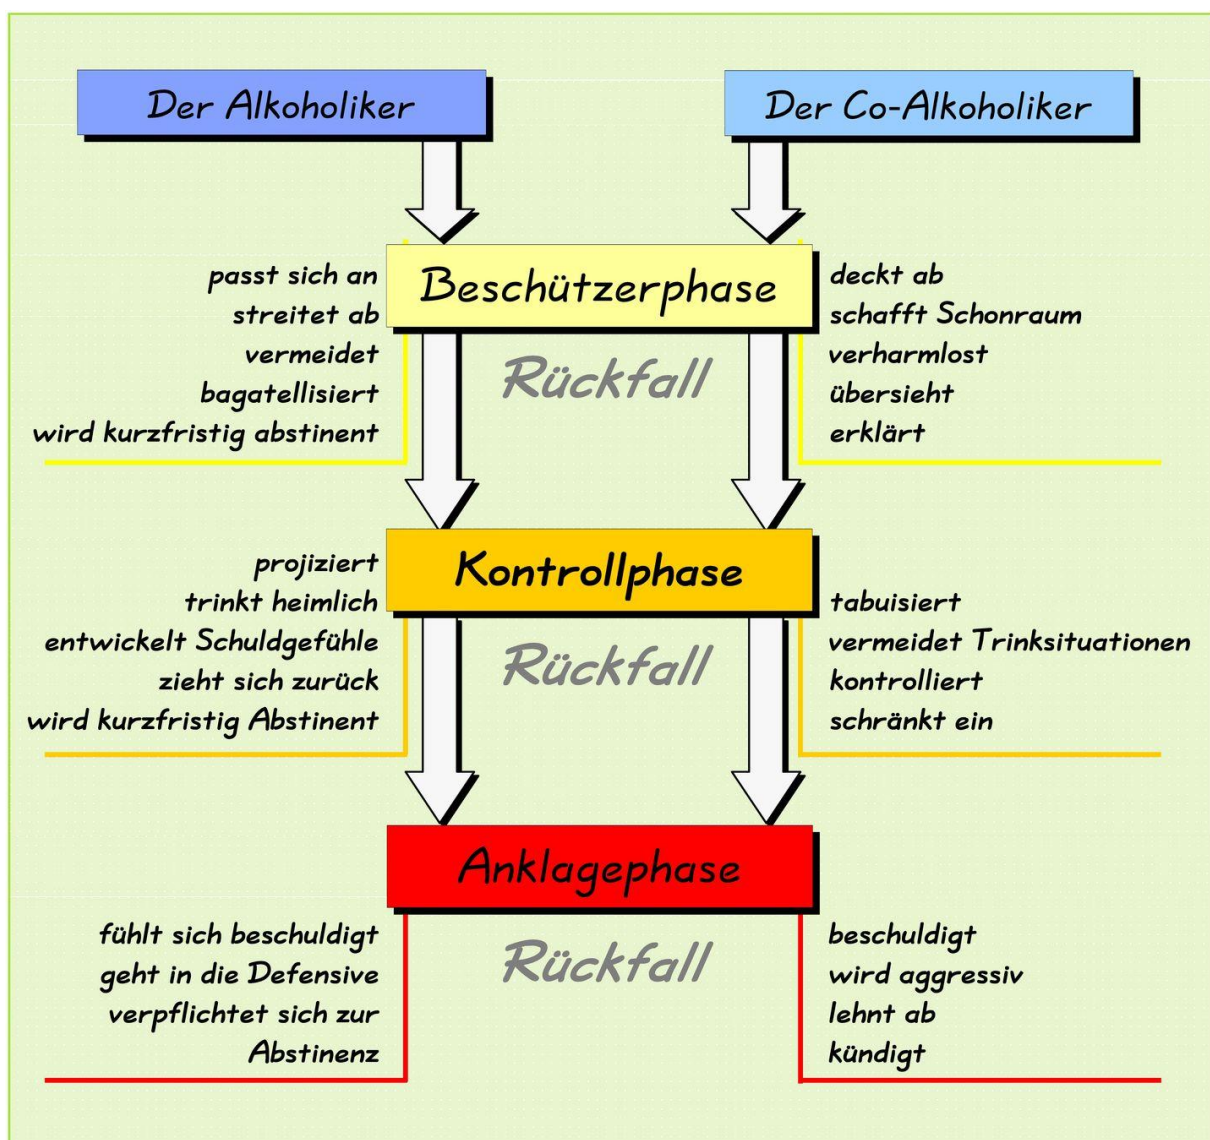 Der Alkoholiker
Der Co-Alkoholiker
Beschützerphase
passt sich an
streitet ab
vermeidet
bagatellisiert
wird kurzfristig abstinent
Rückfall
deckt ab
schafft Schonraum
verharmlost
übersieht
erklärt
Kontrollphase
projiziert
trinkt heimlich
entwickelt Schuldgefühle
zieht sich zurück
wird kurzfristig Abstinent
Rückfall
tabuisiert
vermeidet Trinksituationen
kontrolliert
schränkt ein
Anklagephase
fühlt sich beschuldigt
geht in die Defensive
verpflichtet sich zur
Abstinenz
Rückfall
beschuldigt
wird aggressiv
lehnt ab
kündigt